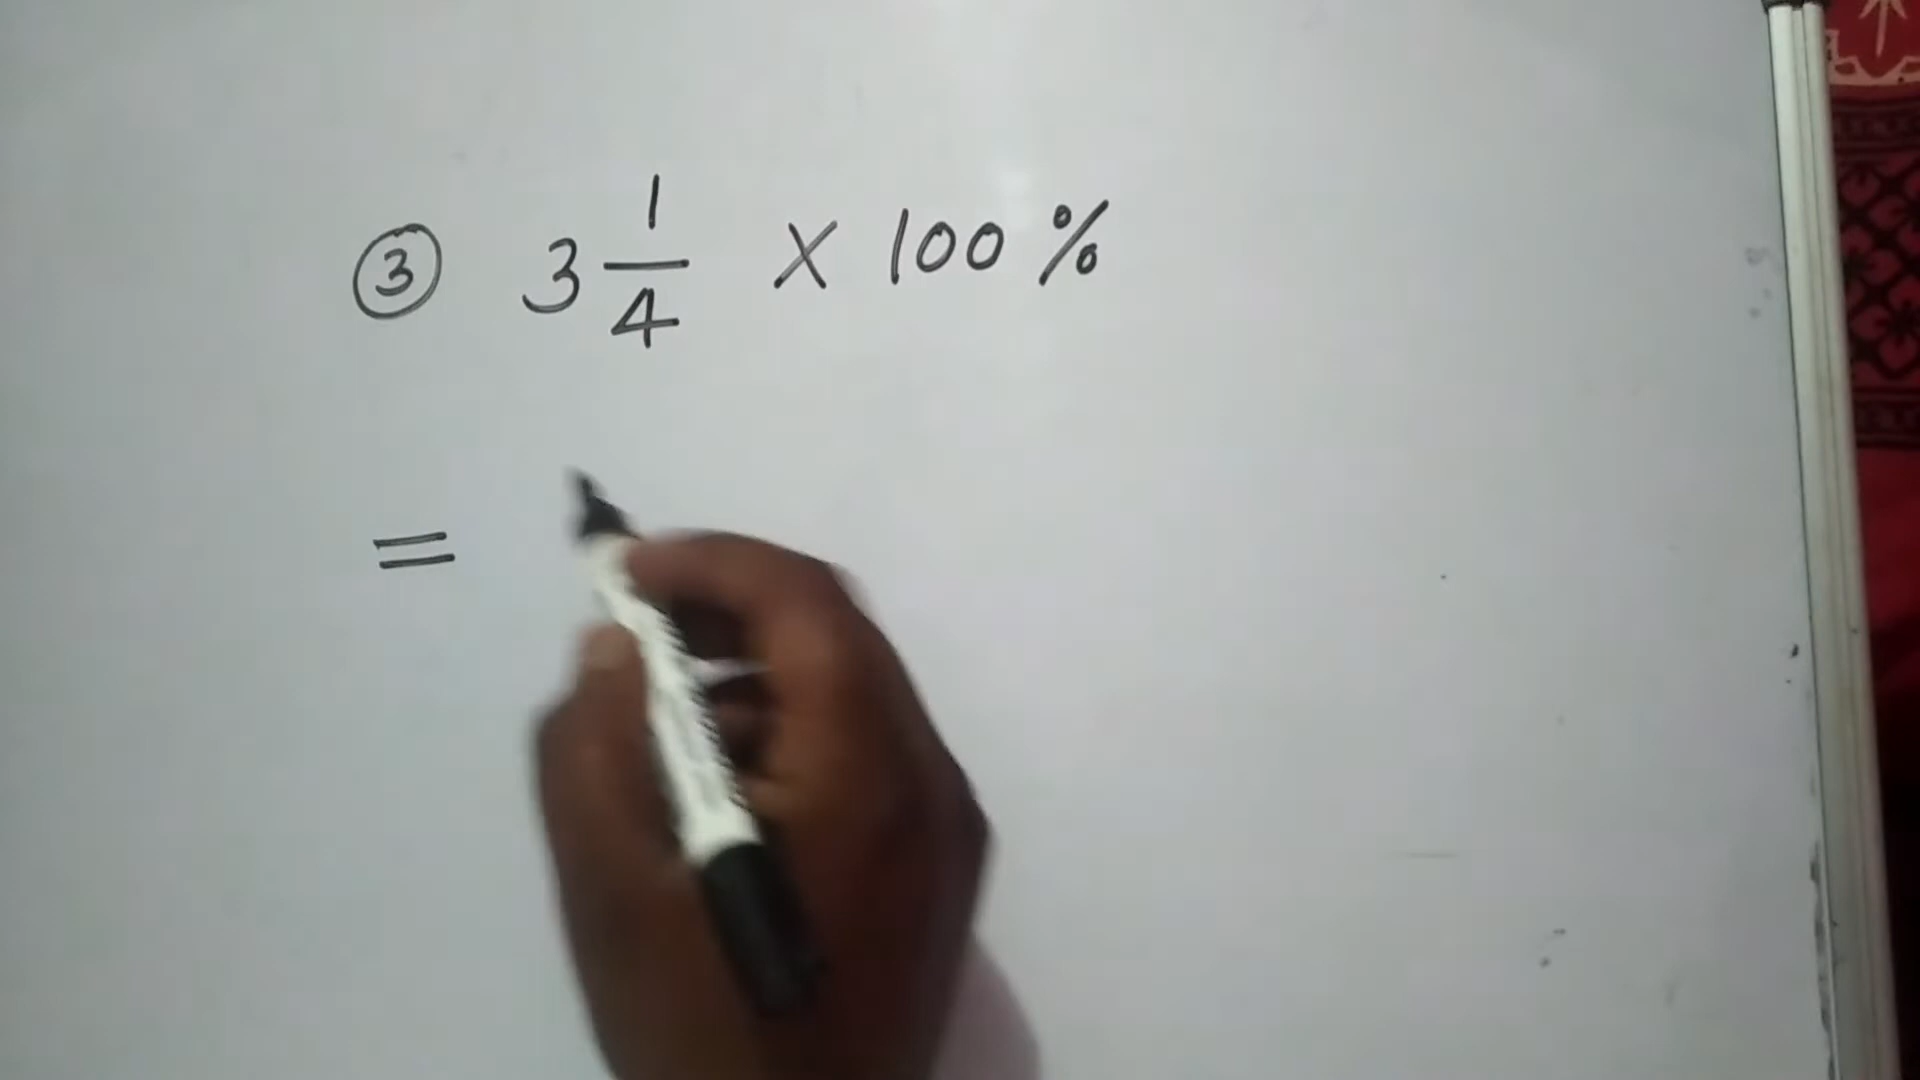 ③ 3 1/4 X 100 %
=